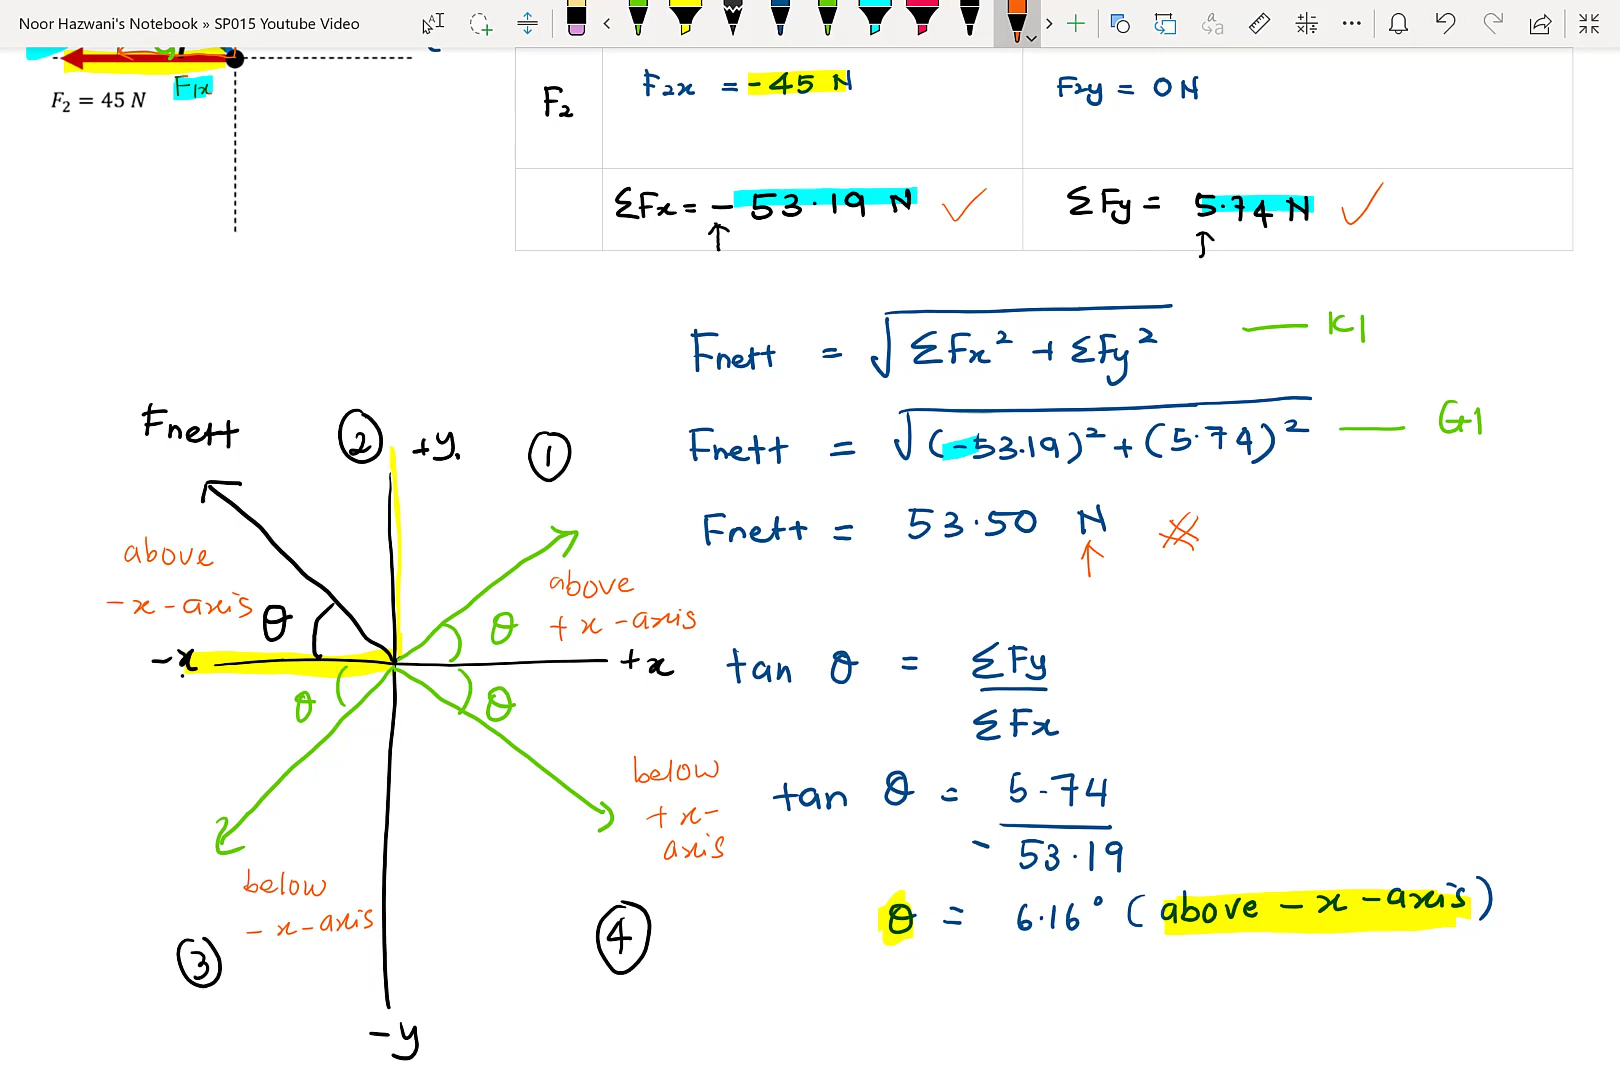 Noor Hazwani's Notebook » SP015 Youtube Video
F₂ = 45 N
F1x
F₂
F2x = -45 N
F2y = 0 N
ΣFx = - 53.19 N ✓
ΣFy = 5.74 N ✓
Fnett = √ΣFx² + ΣFy² — K1
Fnett = √(-53.19)² + (5.74)² — G1
Fnett = 53.50 N
tan θ = ΣFy / ΣFx
tan θ = 5.74 / - 53.19
θ = 6.16° (above -x-axis)
Fnett
② +y ①
above
-x-axis
θ
above
+x-axis
θ
-x
+x
θ
θ
below
+x-
axis
below
-x-axis
③
④
-y